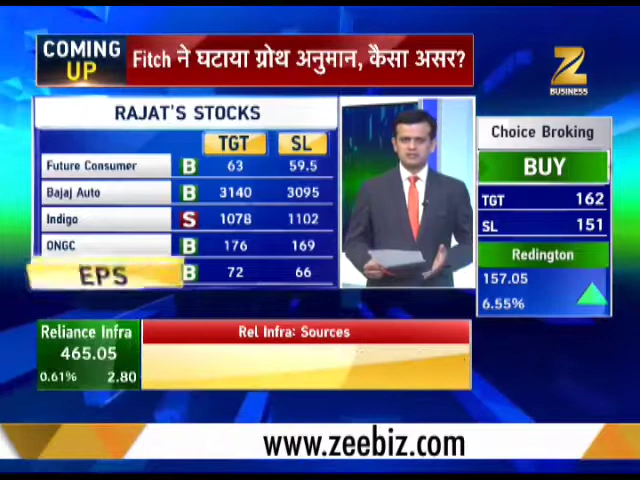 COMING UP
Fitch ने घटाया ग्रोथ अनुमान, कैसा असर?
Z
BUSINESS
RAJAT'S STOCKS
TGT SL
Future Consumer B 63 59.5
Bajaj Auto B 3140 3095
Indigo S 1078 1102
ONGC B 176 169
EPS B 72 66
Choice Broking
BUY
TGT 162
SL 151
Redington
157.05
6.55%
Reliance Infra
465.05
0.61% 2.80
Rel Infra: Sources
www.zeebiz.com